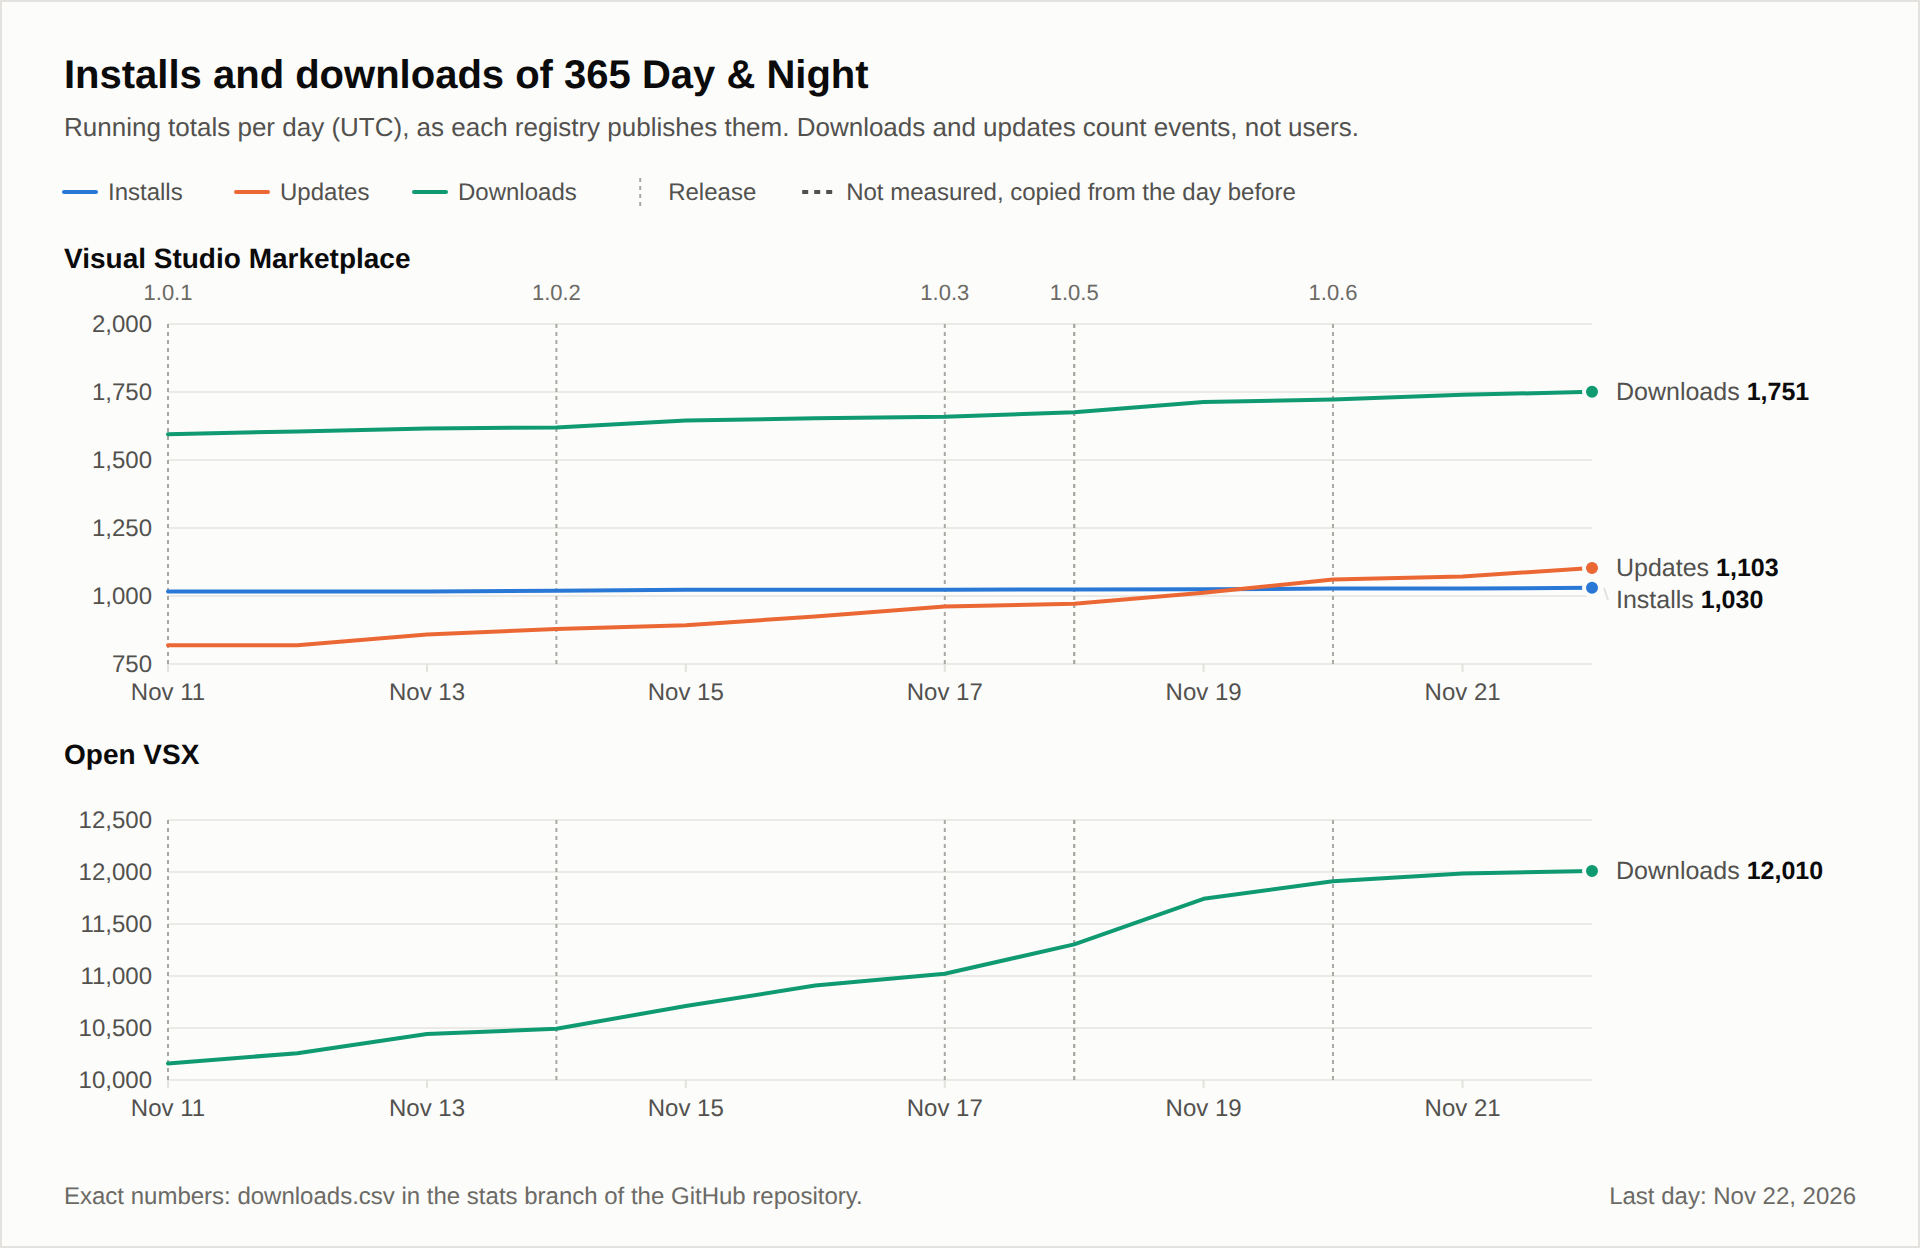 Installs and downloads of 365 Day & Night
Running totals per day (UTC), as each registry publishes them. Downloads and updates count events, not users.
Installs Updates Downloads Release Not measured, copied from the day before
Visual Studio Marketplace
1.0.1 1.0.2 1.0.3 1.0.5 1.0.6
2,000
1,750
Downloads 1,751
1,500
1,250
Updates 1,103
1,000
Installs 1,030
750
Nov 11 Nov 13 Nov 15 Nov 17 Nov 19 Nov 21
Open VSX
12,500
12,000
Downloads 12,010
11,500
11,000
10,500
10,000
Nov 11 Nov 13 Nov 15 Nov 17 Nov 19 Nov 21
Exact numbers: downloads.csv in the stats branch of the GitHub repository.
Last day: Nov 22, 2026